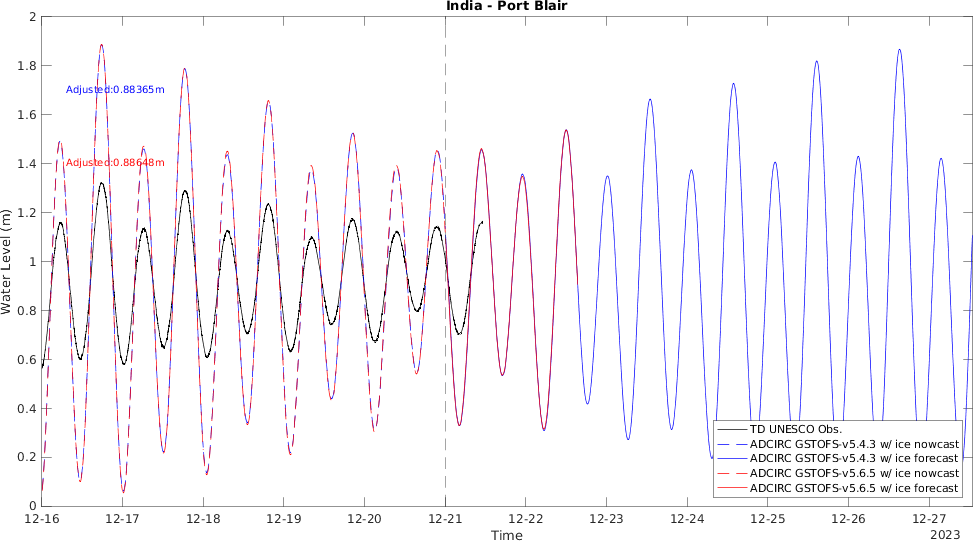 India - Port Blair
2
1.8
1.6
1.4
1.2
1
0.8
0.6
0.4
0.2
0
Water Level (m)
Adjusted:0.88365m
Adjusted:0.88648m
TD UNESCO Obs.
ADCIRC GSTOFS-v5.4.3 w/ ice nowcast
ADCIRC GSTOFS-v5.4.3 w/ ice forecast
ADCIRC GSTOFS-v5.6.5 w/ ice nowcast
ADCIRC GSTOFS-v5.6.5 w/ ice forecast
12-16 12-17 12-18 12-19 12-20 12-21 12-22 12-23 12-24 12-25 12-26 12-27
2023
Time